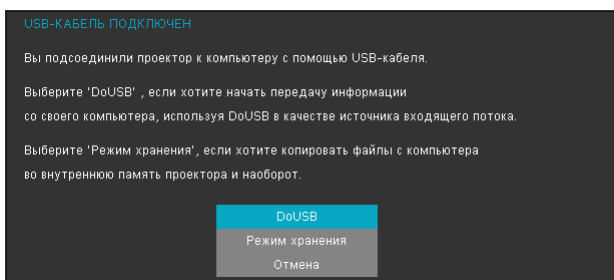 USB-КАБЕЛЬ ПОДКЛЮЧЕН
Вы подсоединили проектор к компьютеру с помощью USB-кабеля.
Выберите 'DoUSB' , если хотите начать передачу информации
со своего компьютера, используя DoUSB в качестве источника входящего потока.
Выберите 'Режим хранения', если хотите копировать файлы с компьютера
во внутреннюю память проектора и наоборот.
DoUSB
Режим хранения
Отмена